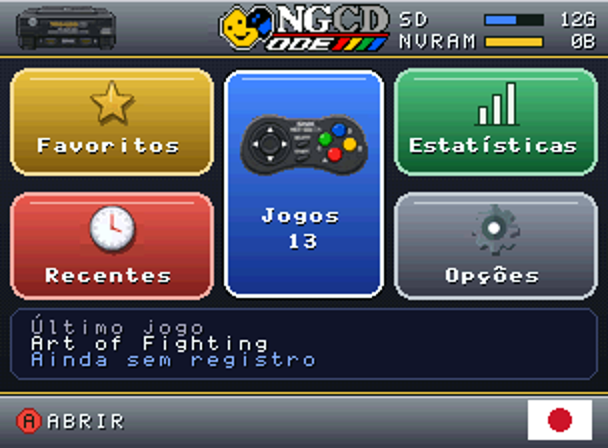 NGCD
ODE
SD 12G
NVRAM 0B
Favoritos
Jogos
13
Estatísticas
Recentes
Opções
Último jogo
Art of Fighting
Ainda sem registro
A ABRIR